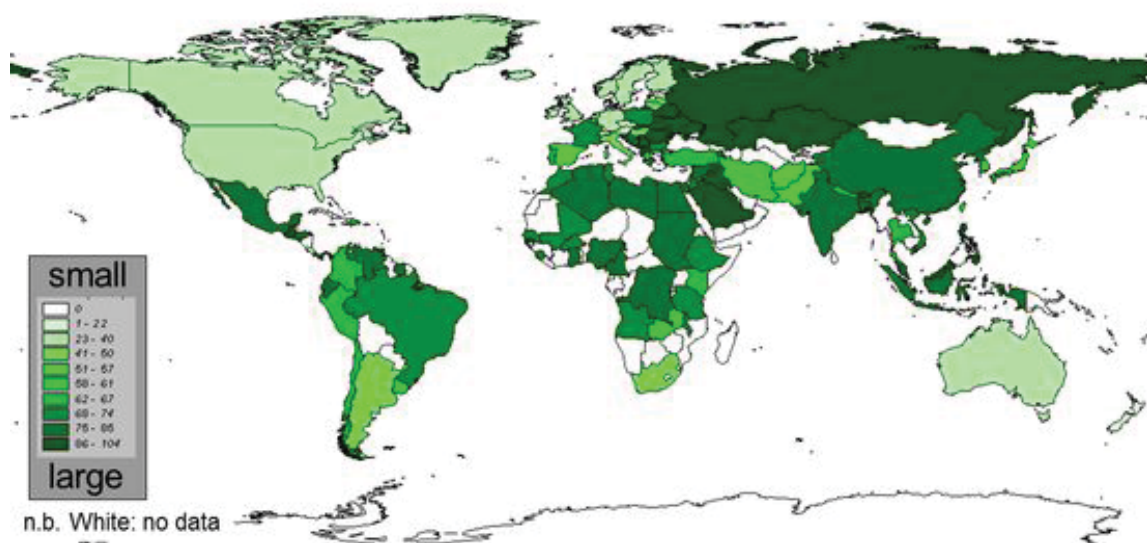 small
0
1 - 22
23 - 40
41 - 50
51 - 57
58 - 61
62 - 67
68 - 74
75 - 85
86 - 104
large
n.b. White: no data